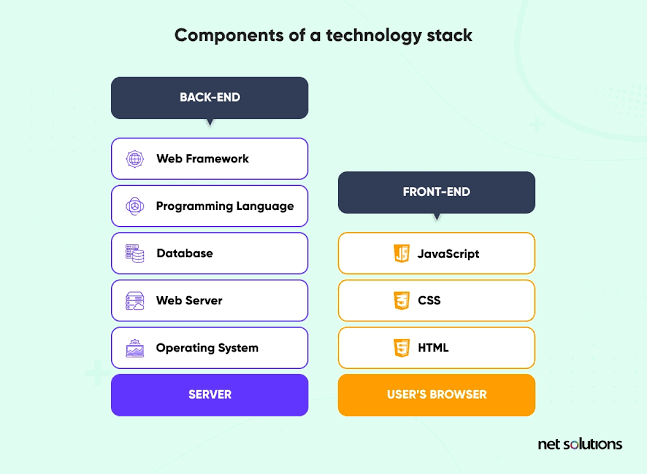 Components of a technology stack
BACK-END
Web Framework
Programming Language
Database
Web Server
Operating System
SERVER
FRONT-END
JavaScript
CSS
HTML
USER'S BROWSER
net solutions